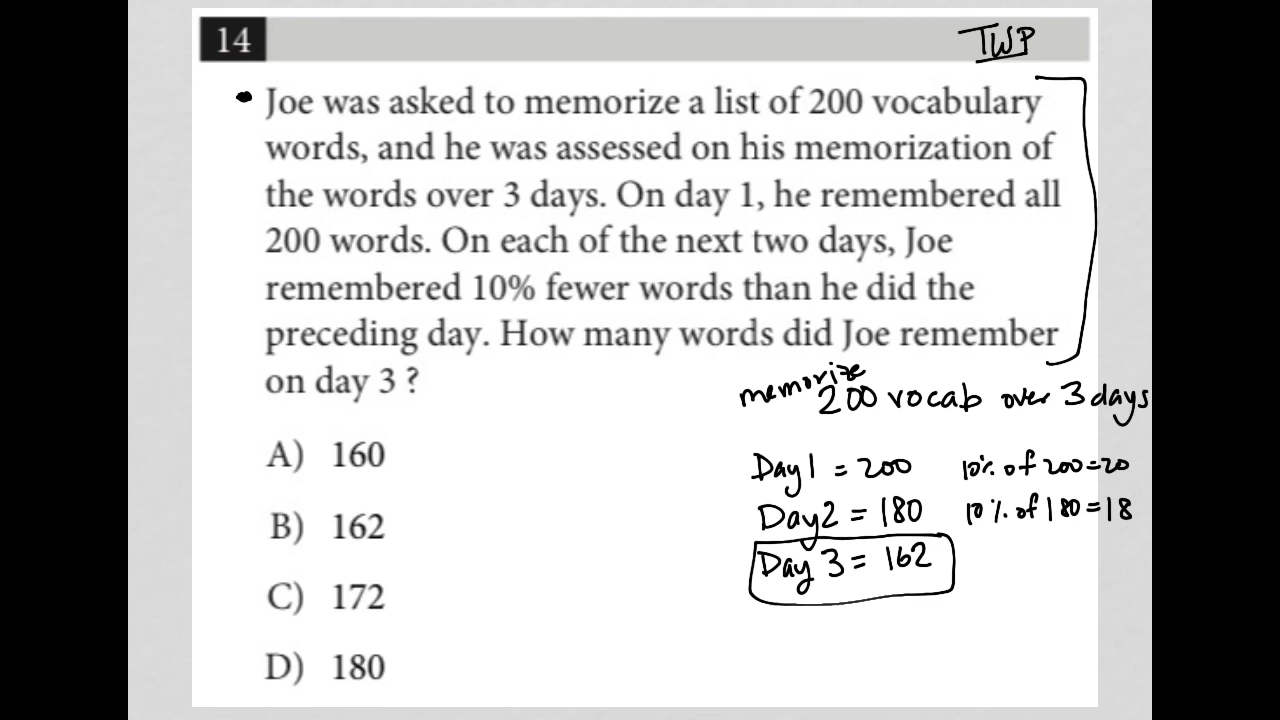 14
TWP
• Joe was asked to memorize a list of 200 vocabulary
words, and he was assessed on his memorization of
the words over 3 days. On day 1, he remembered all
200 words. On each of the next two days, Joe
remembered 10% fewer words than he did the
preceding day. How many words did Joe remember
on day 3 ?
memorize
200 vocab over 3 days
A) 160
Day 1 = 200 10% of 200=20
B) 162
Day 2 = 180 10% of 180=18
Day 3 = 162
C) 172
D) 180